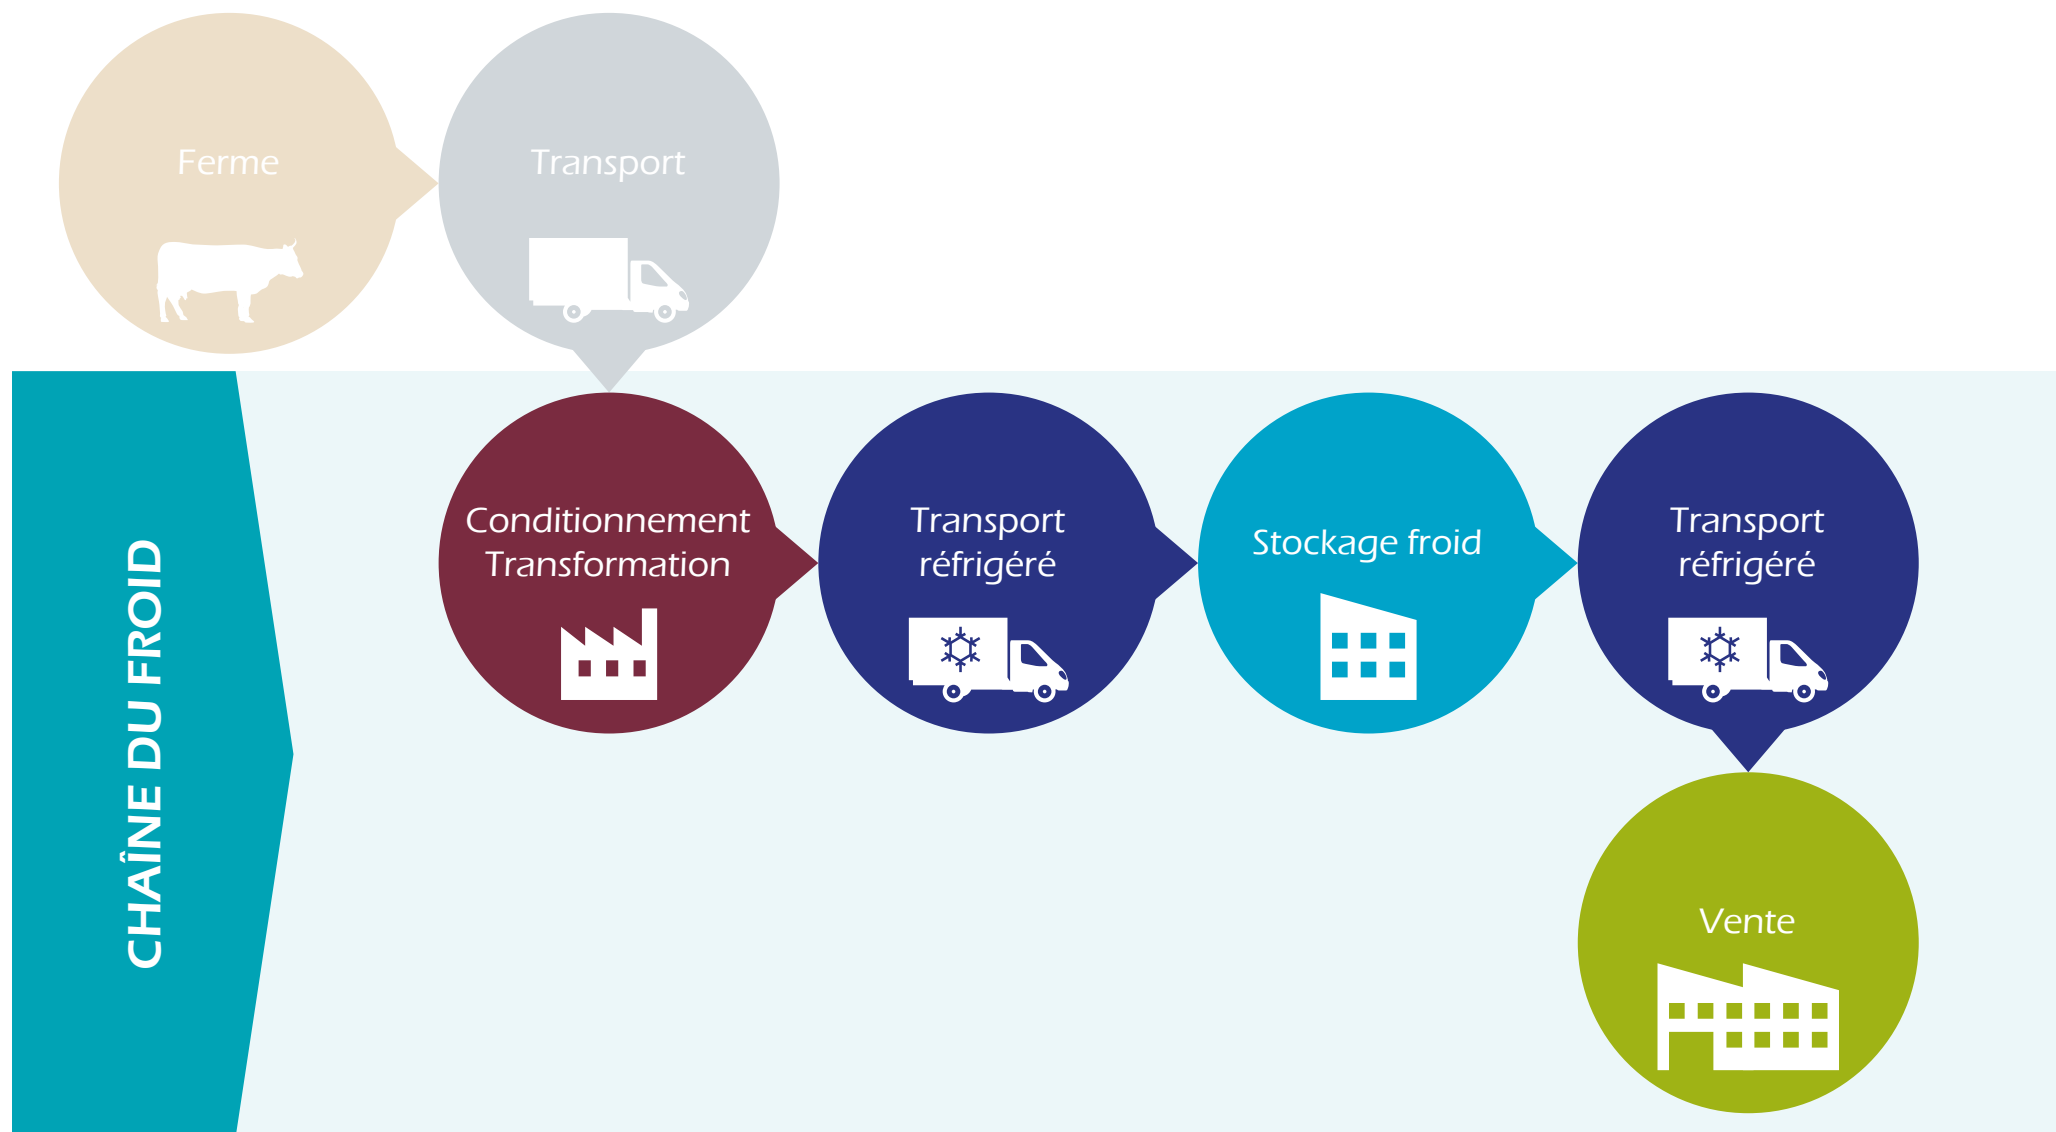 Ferme
Transport
CHAÎNE DU FROID
Conditionnement
Transformation
Transport
réfrigéré
Stockage froid
Transport
réfrigéré
Vente